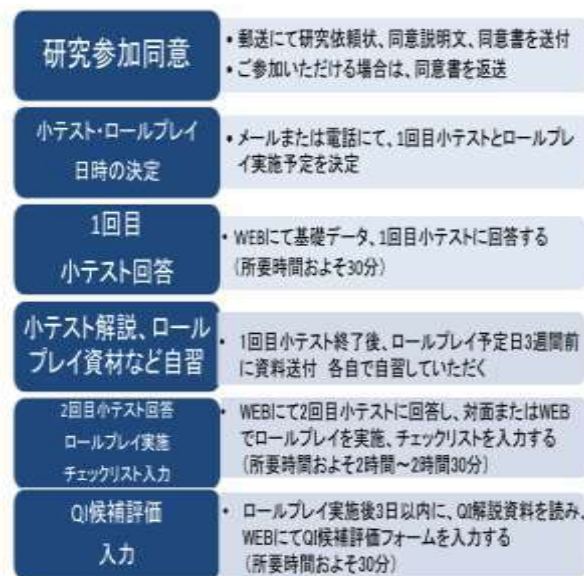 研究参加同意
• 郵送にて研究依頼状、同意説明文、同意書を送付
• ご参加いただける場合は、同意書を返送
小テスト・ロールプレイ
日時の決定
• メールまたは電話にて、1回目小テストとロールプレ
イ実施予定を決定
1回目
小テスト回答
• WEBにて基礎データ、1回目小テストに回答する
(所要時間およそ30分)
小テスト解説、ロール
プレイ資材など自習
• 1回目小テスト終了後、ロールプレイ予定日3週間前
に資料送付 各自で自習していただく
2回目小テスト回答
ロールプレイ実施
チェックリスト入力
• WEBにて2回目小テストに回答し、対面またはWEB
でロールプレイを実施、チェックリストを入力する
(所要時間およそ2時間~2時間30分)
QI候補評価
入力
• ロールプレイ実施後3日以内に、QI解説資料を読み、
WEBにてQI候補評価フォームを入力する
(所要時間およそ30分)